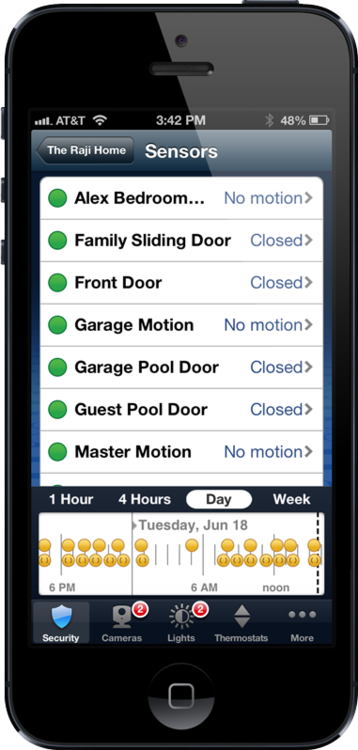 AT&T 3:42 PM 48%
The Raji Home Sensors
Alex Bedroom... No motion
Family Sliding Door Closed
Front Door Closed
Garage Motion No motion
Garage Pool Door Closed
Guest Pool Door Closed
Master Motion No motion
1 Hour 4 Hours Day Week
Tuesday, Jun 18
6 PM 6 AM noon
2 2
Security Cameras Lights Thermostats More